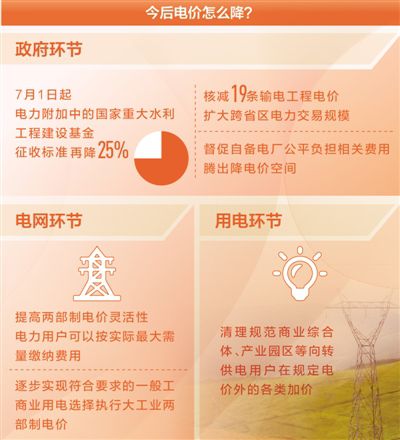 今后电价怎么降?
政府环节
7月1日起
电力附加中的国家重大水利
工程建设基金
征收标准 再降25%
核减19条输电工程电价
扩大跨省区电力交易规模
督促自备电厂公平负担相关费用
腾出降电价空间
电网环节
提高两部制电价灵活性
电力用户可以按实际最大需
量缴纳费用
逐步实现符合要求的一般工
商业用电选择执行大工业两
部制电价
用电环节
清理规范商业综合
体、产业园区等向转
供电用户在规定电
价外的各类加价